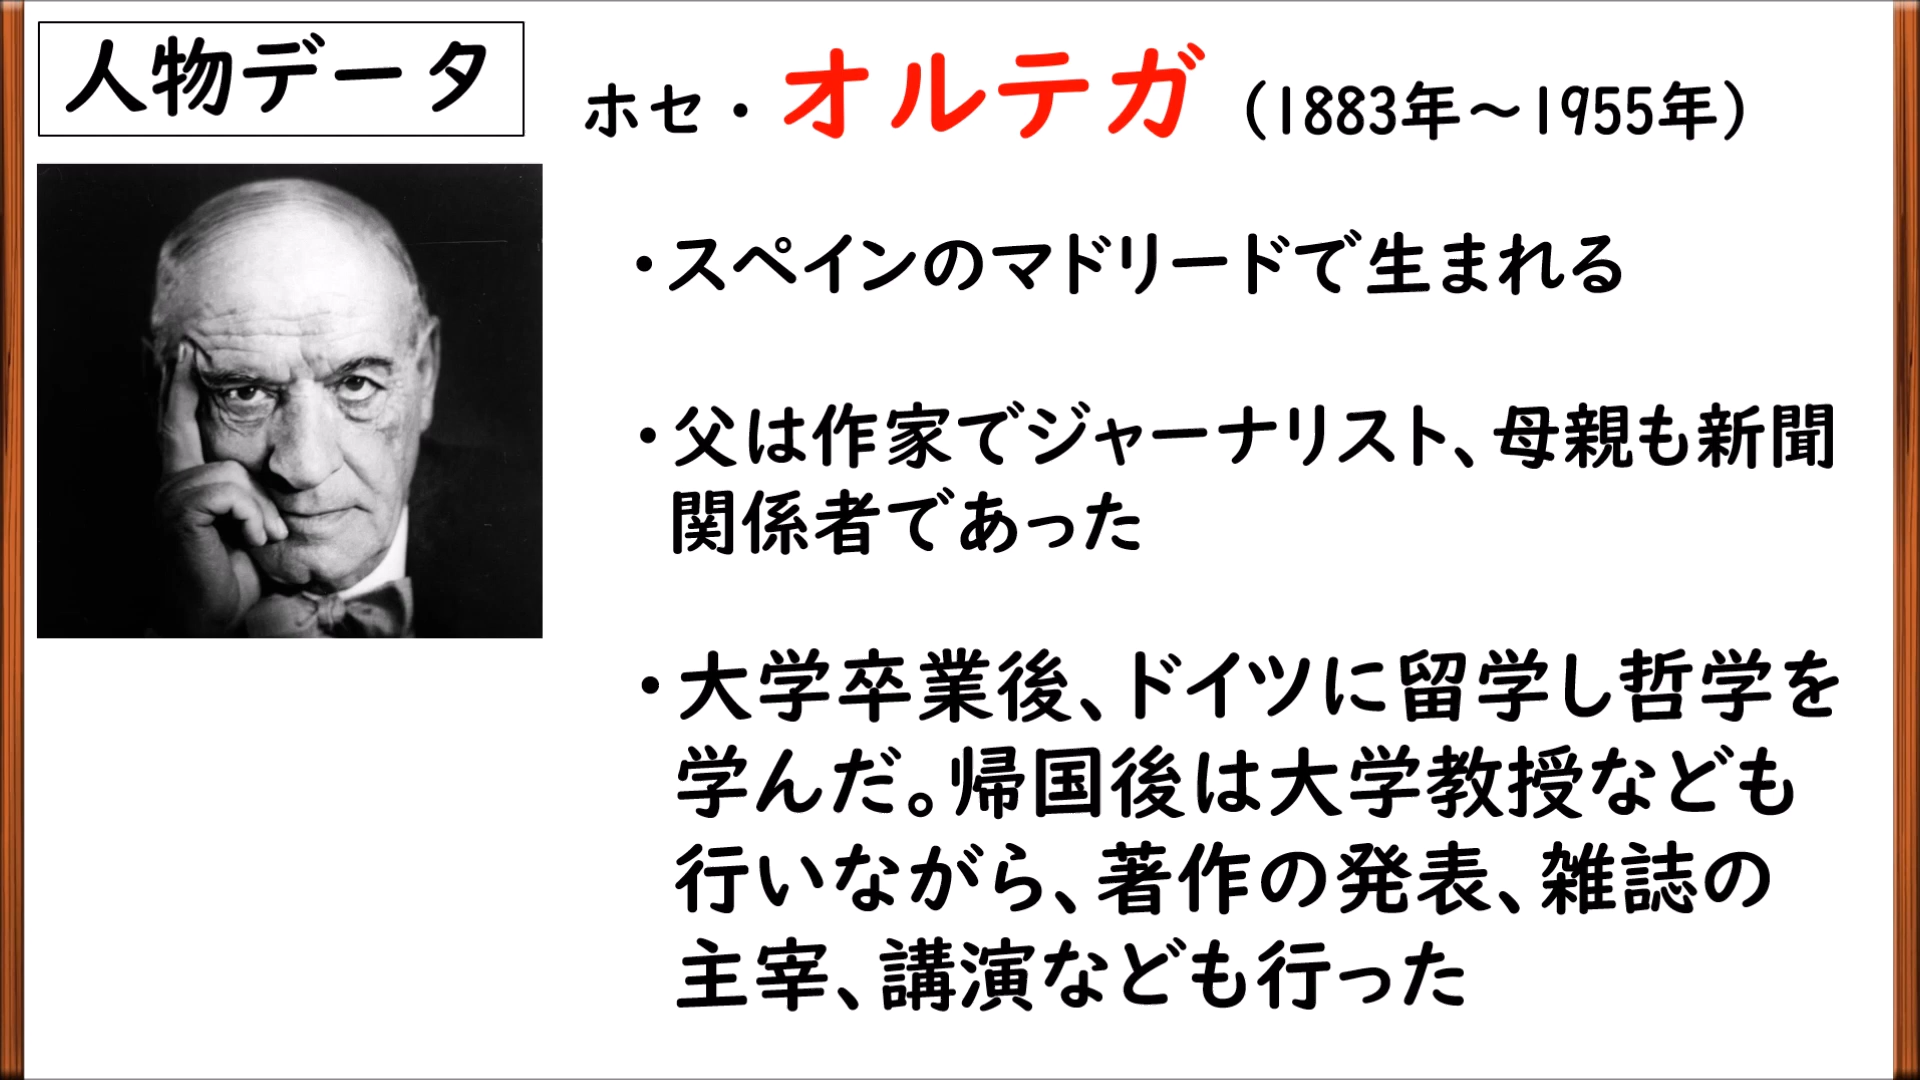 人物データ
ホセ・オルテガ（1883年～1955年）
・スペインのマドリードで生まれる
・父は作家でジャーナリスト、母親も新聞
関係者であった
・大学卒業後、ドイツに留学し哲学を
学んだ。帰国後は大学教授なども
行いながら、著作の発表、雑誌の
主宰、講演なども行った